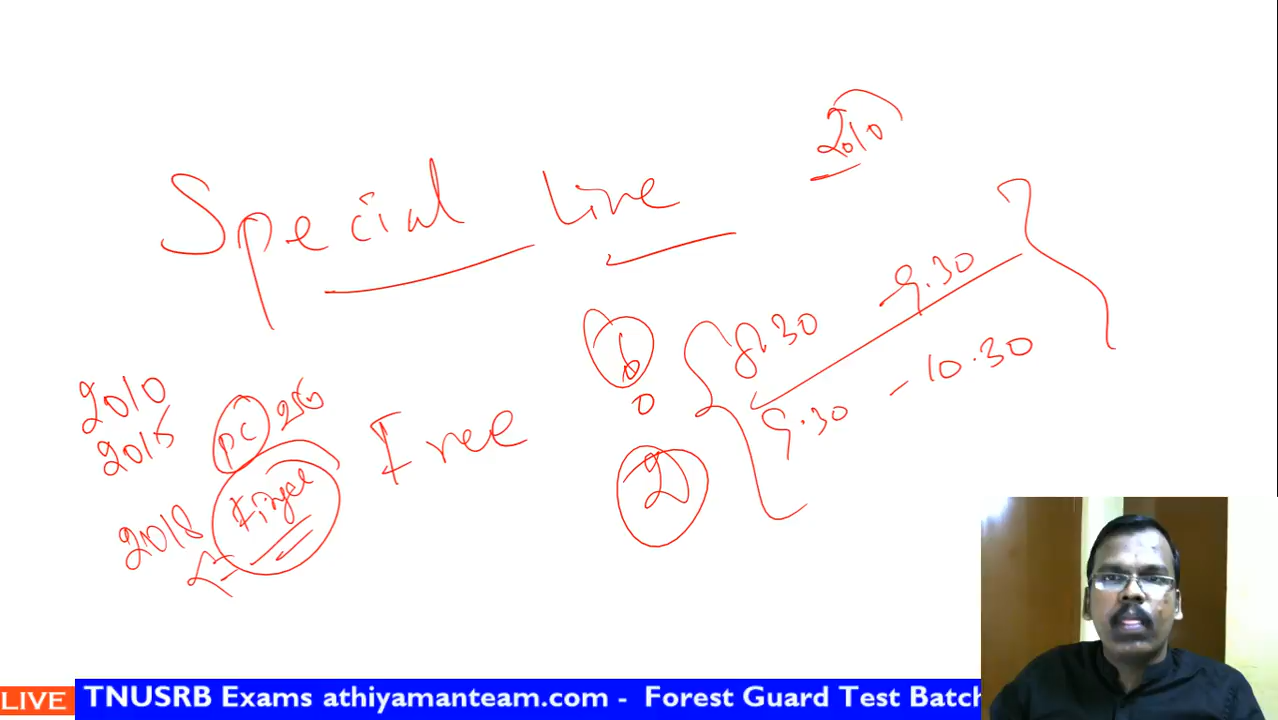 2010
Special Live
8.30 - 9.30
9.30 - 10.30
2010
2015
PC 250
Free
2
2018
Finger
LIVE TNUSRB Exams athiyamanteam.com - Forest Guard Test Batch